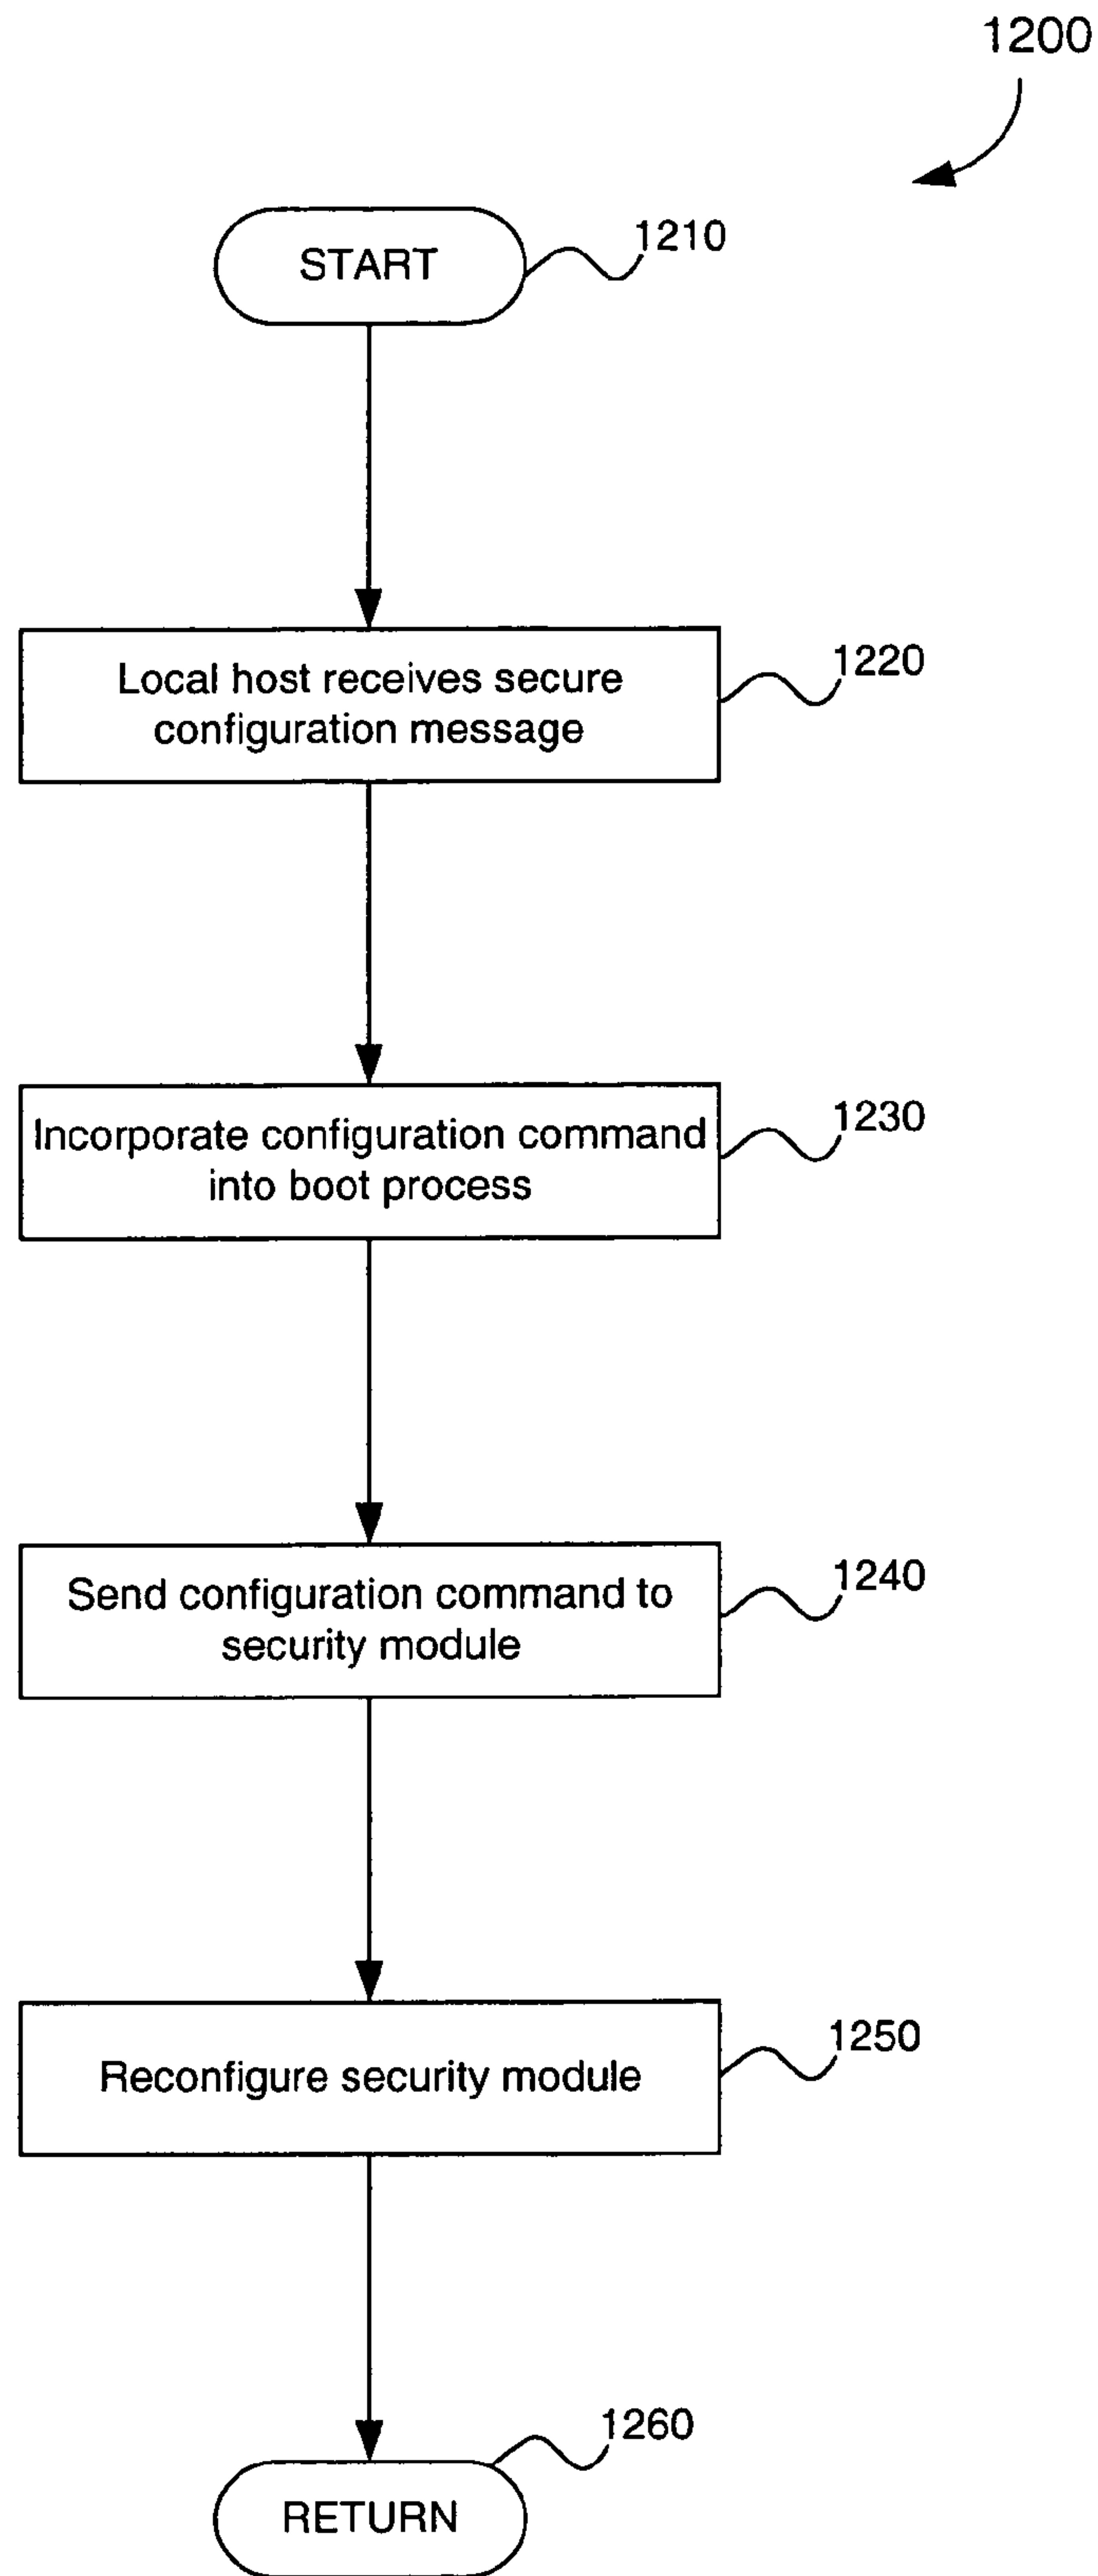 1200
START
1210
Local host receives secure
configuration message
1220
Incorporate configuration command
into boot process
1230
Send configuration command to
security module
1240
Reconfigure security module
1250
1260
RETURN